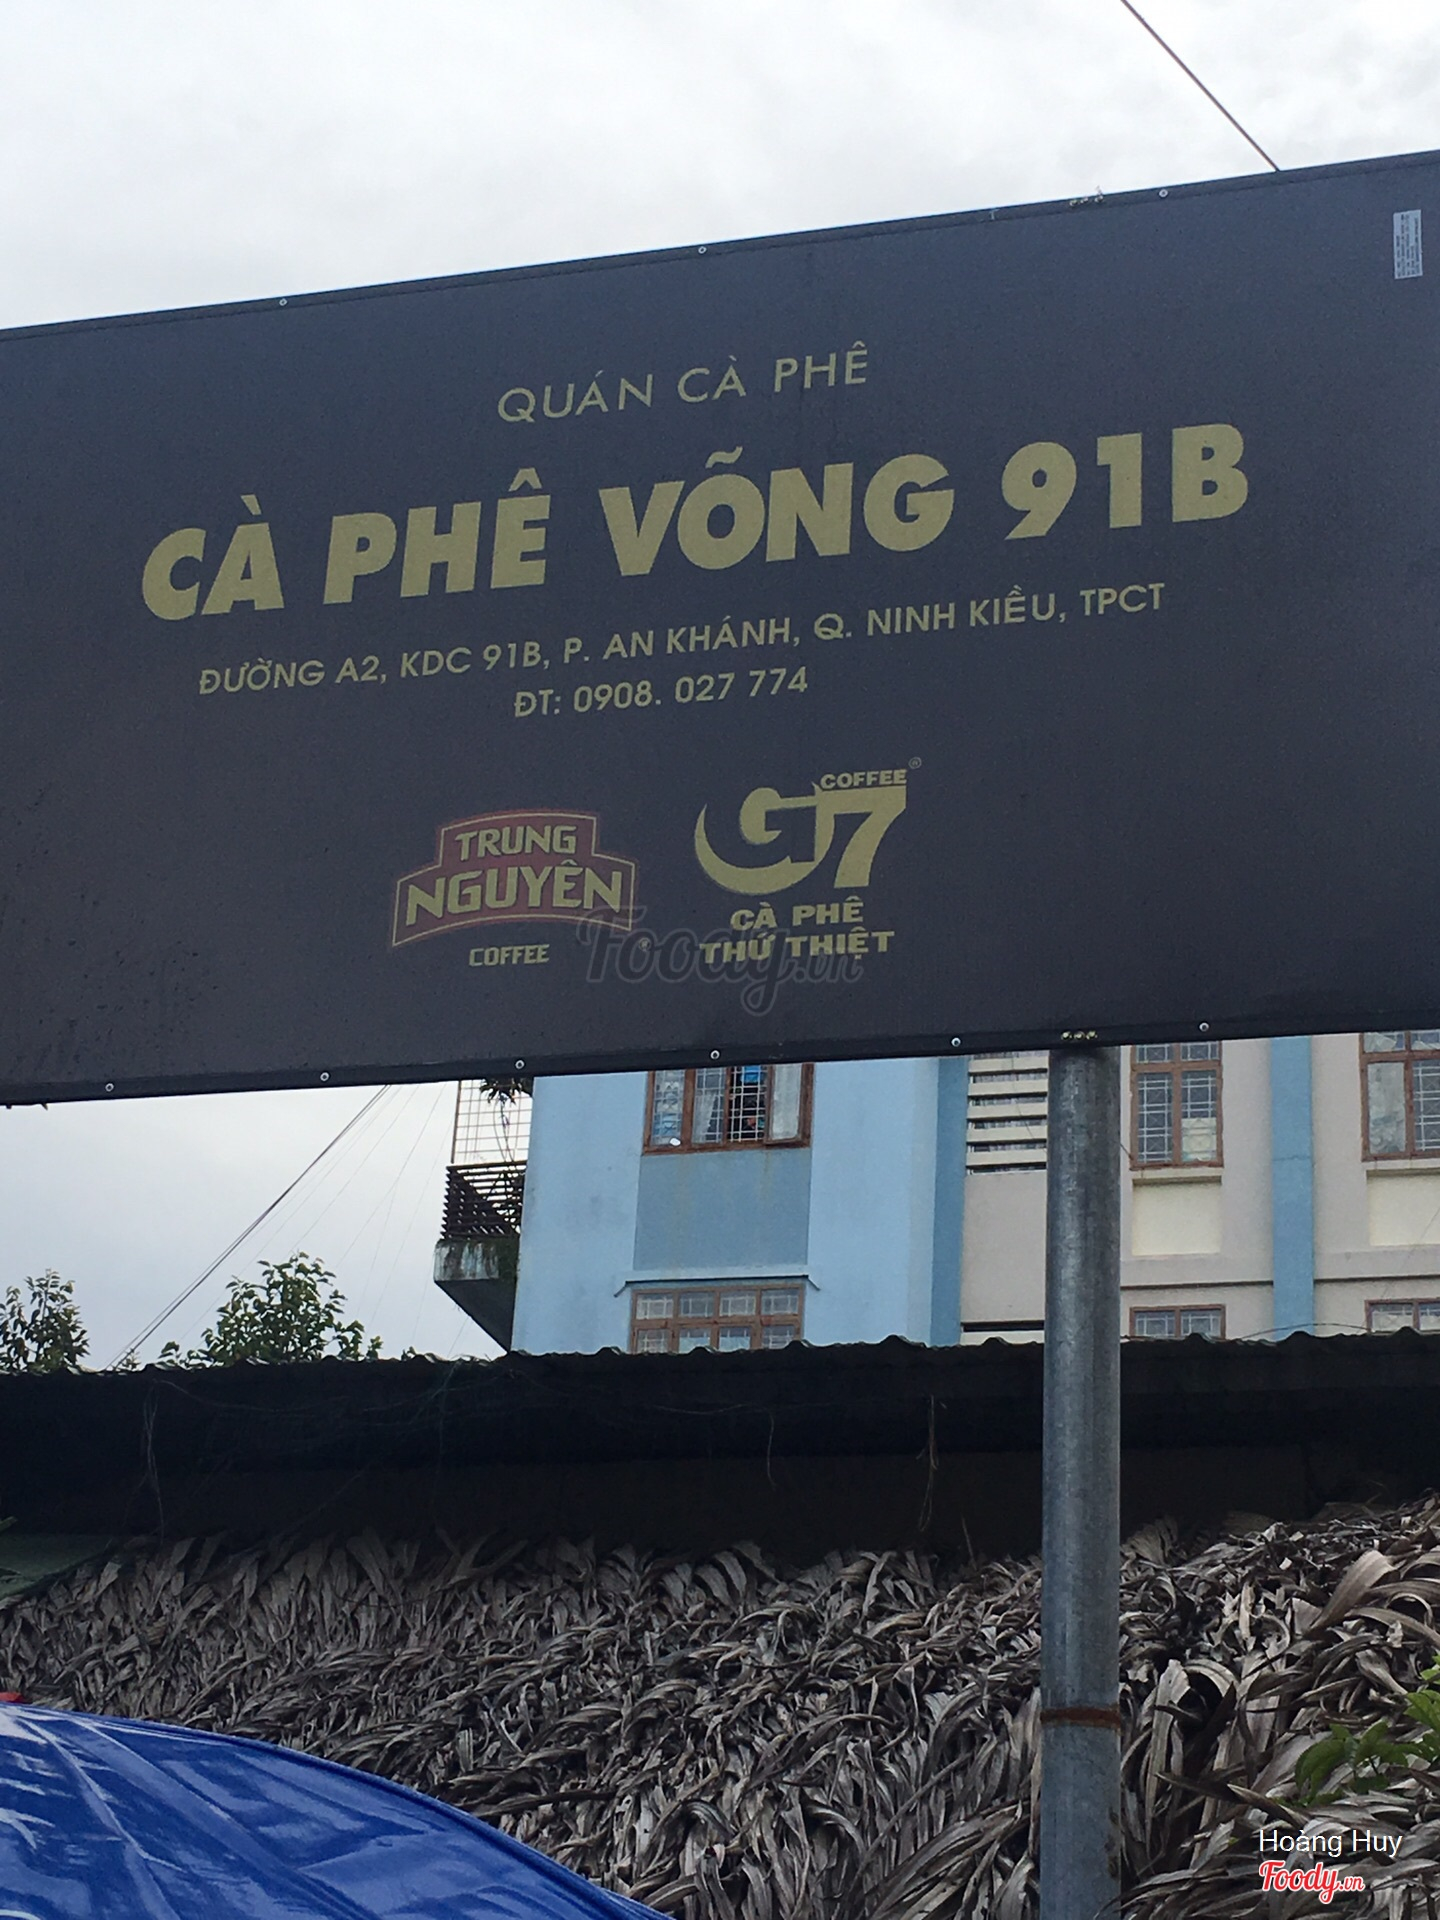 QUÁN CÀ PHÊ
CÀ PHÊ VÕNG 91B
ĐƯỜNG A2, KDC 91B, P. AN KHÁNH, Q. NINH KIỀU, TPCT
ĐT: 0908. 027 774
TRUNG
NGUYÊN
COFFEE
®
COFFEE ®
G7
CÀ PHÊ
THỨ THIỆT
Foody.vn
Hoàng Huy
Foody.vn